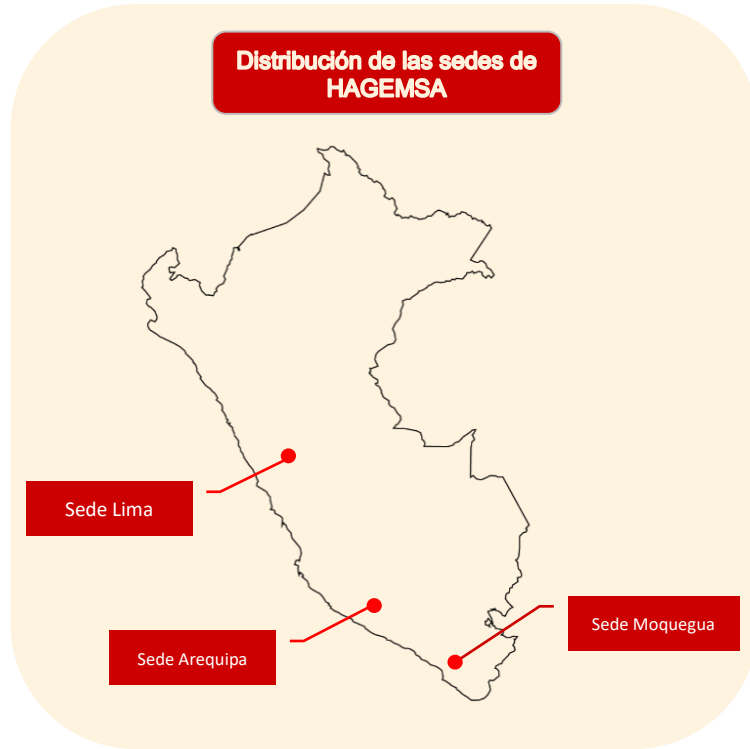 Distribución de las sedes de
HAGEMSA
Sede Lima
Sede Arequipa
Sede Moquegua